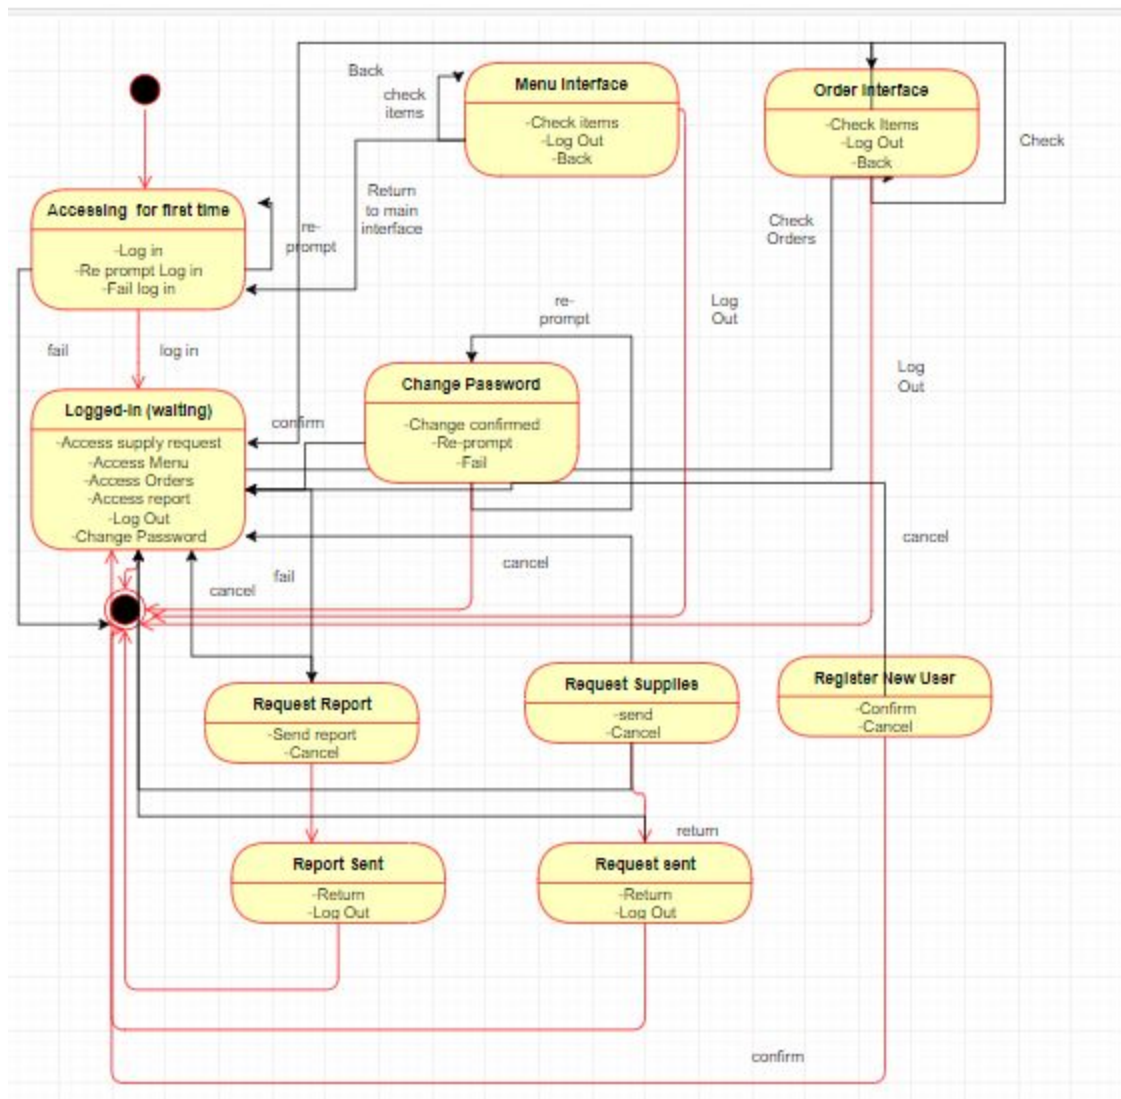 Back
check
items
Menu Interface
-Check items
-Log Out
-Back
Order Interface
-Check Items
-Log Out
-Back
Check
Accessing for first time
-Log in
-Re prompt Log in
-Fail log in
re-
prompt
Return
to main
interface
Check
Orders
fail
log in
re-
prompt
Log
Out
Log
Out
Logged-in (waiting)
-Access supply request
-Access Menu
-Access Orders
-Access report
-Log Out
-Change Password
confirm
Change Password
-Change confirmed
-Re-prompt
-Fail
cancel
fail
cancel
cancel
Request Report
-Send report
-Cancel
Request Supplies
-send
-Cancel
Register New User
-Confirm
-Cancel
return
Report Sent
-Return
-Log Out
Request sent
-Return
-Log Out
confirm